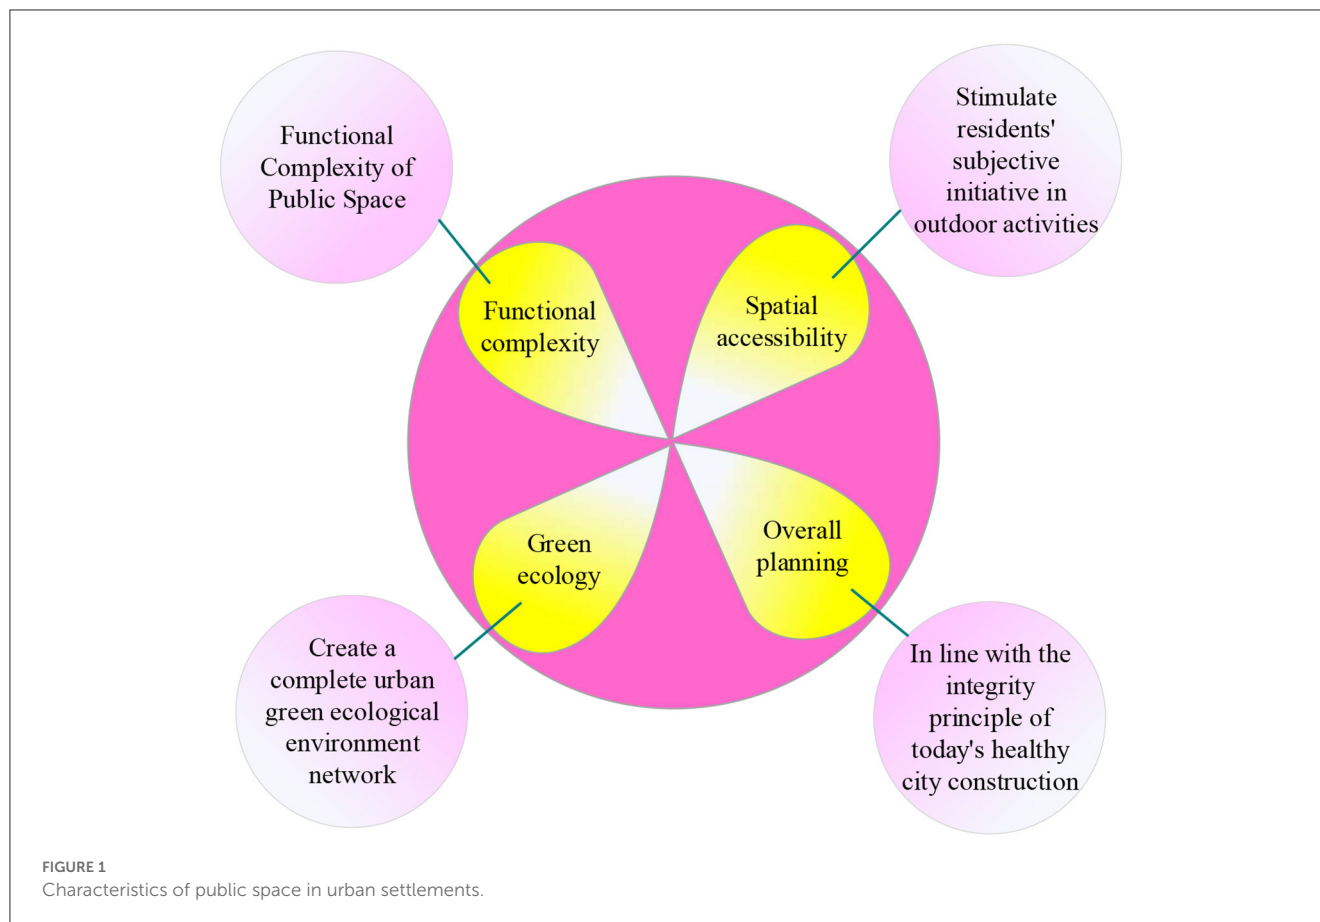 Functional
Complexity of
Public Space
Stimulate
residents'
subjective
initiative in
outdoor activities
Functional
complexity
Spatial
accessibility
Green
ecology
Overall
planning
Create a
complete urban
green ecological
environment
network
In line with the
integrity
principle of
today's healthy
city construction
FIGURE 1
Characteristics of public space in urban settlements.